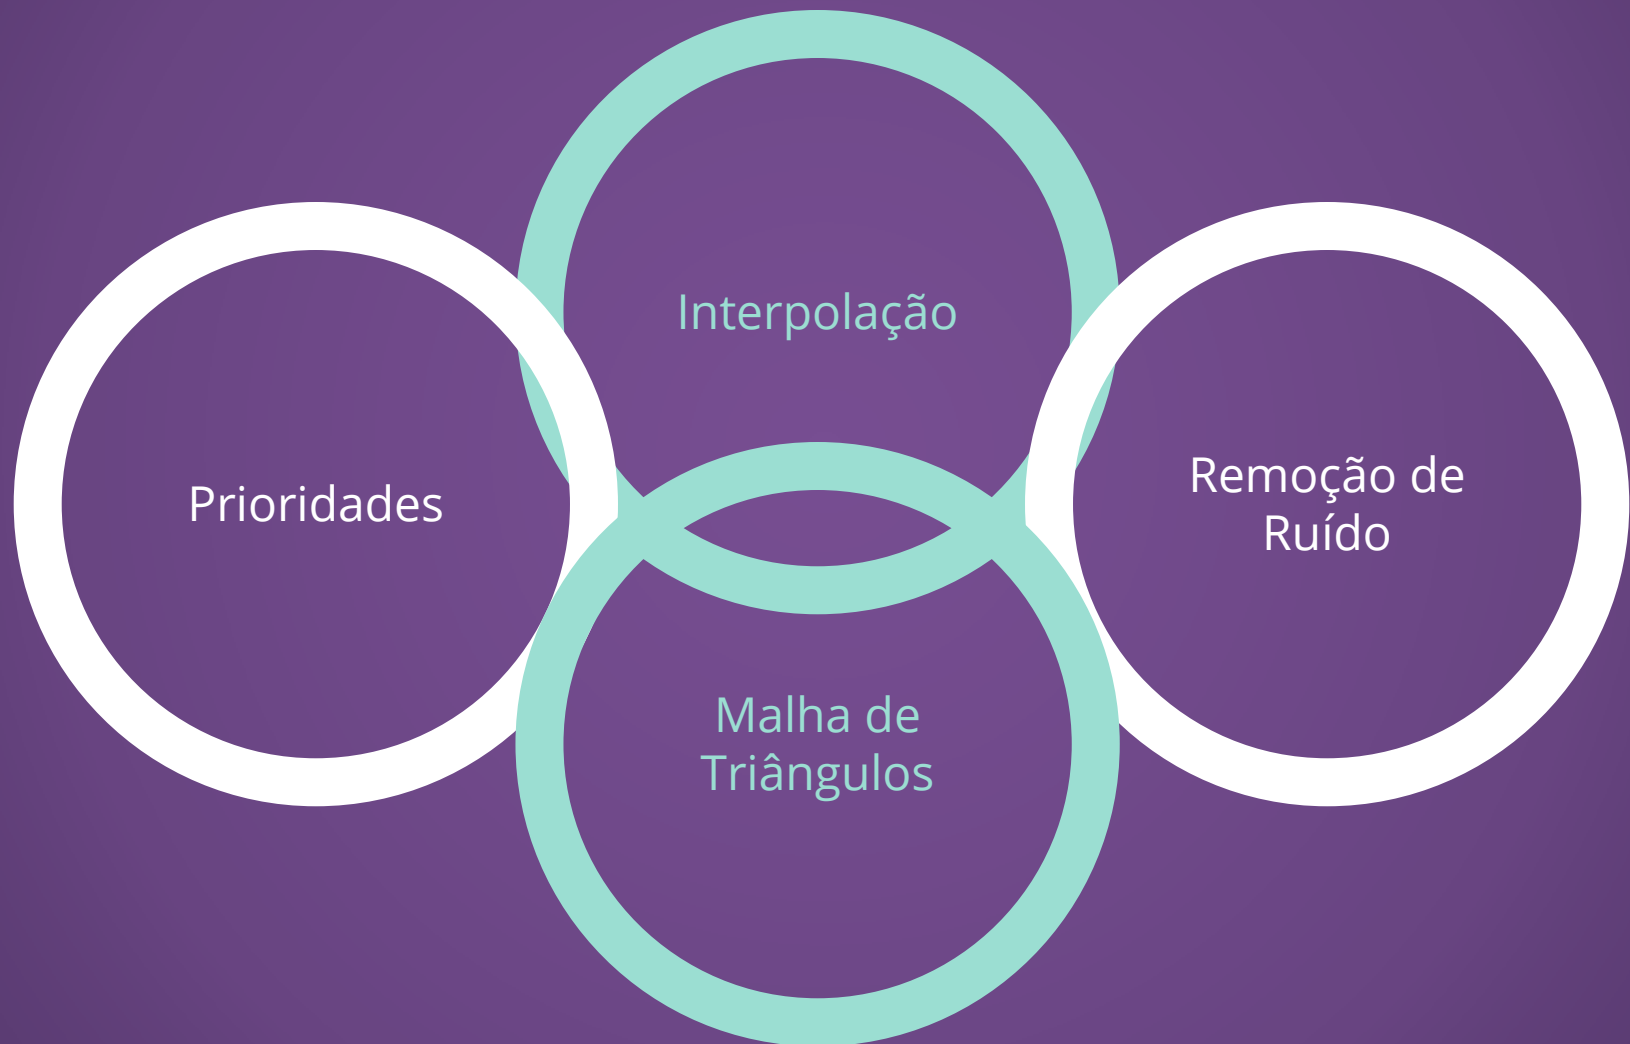 Interpolação
Prioridades
Remoção de
Ruído
Malha de
Triângulos